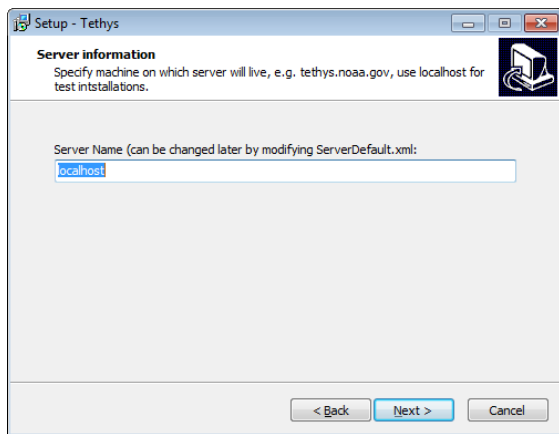 Setup - Tethys
Server information
Specify machine on which server will live, e.g. tethys.noaa.gov, use localhost for
test intstallations.
Server Name (can be changed later by modifying ServerDefault.xml:
localhost
< Back
Next >
Cancel